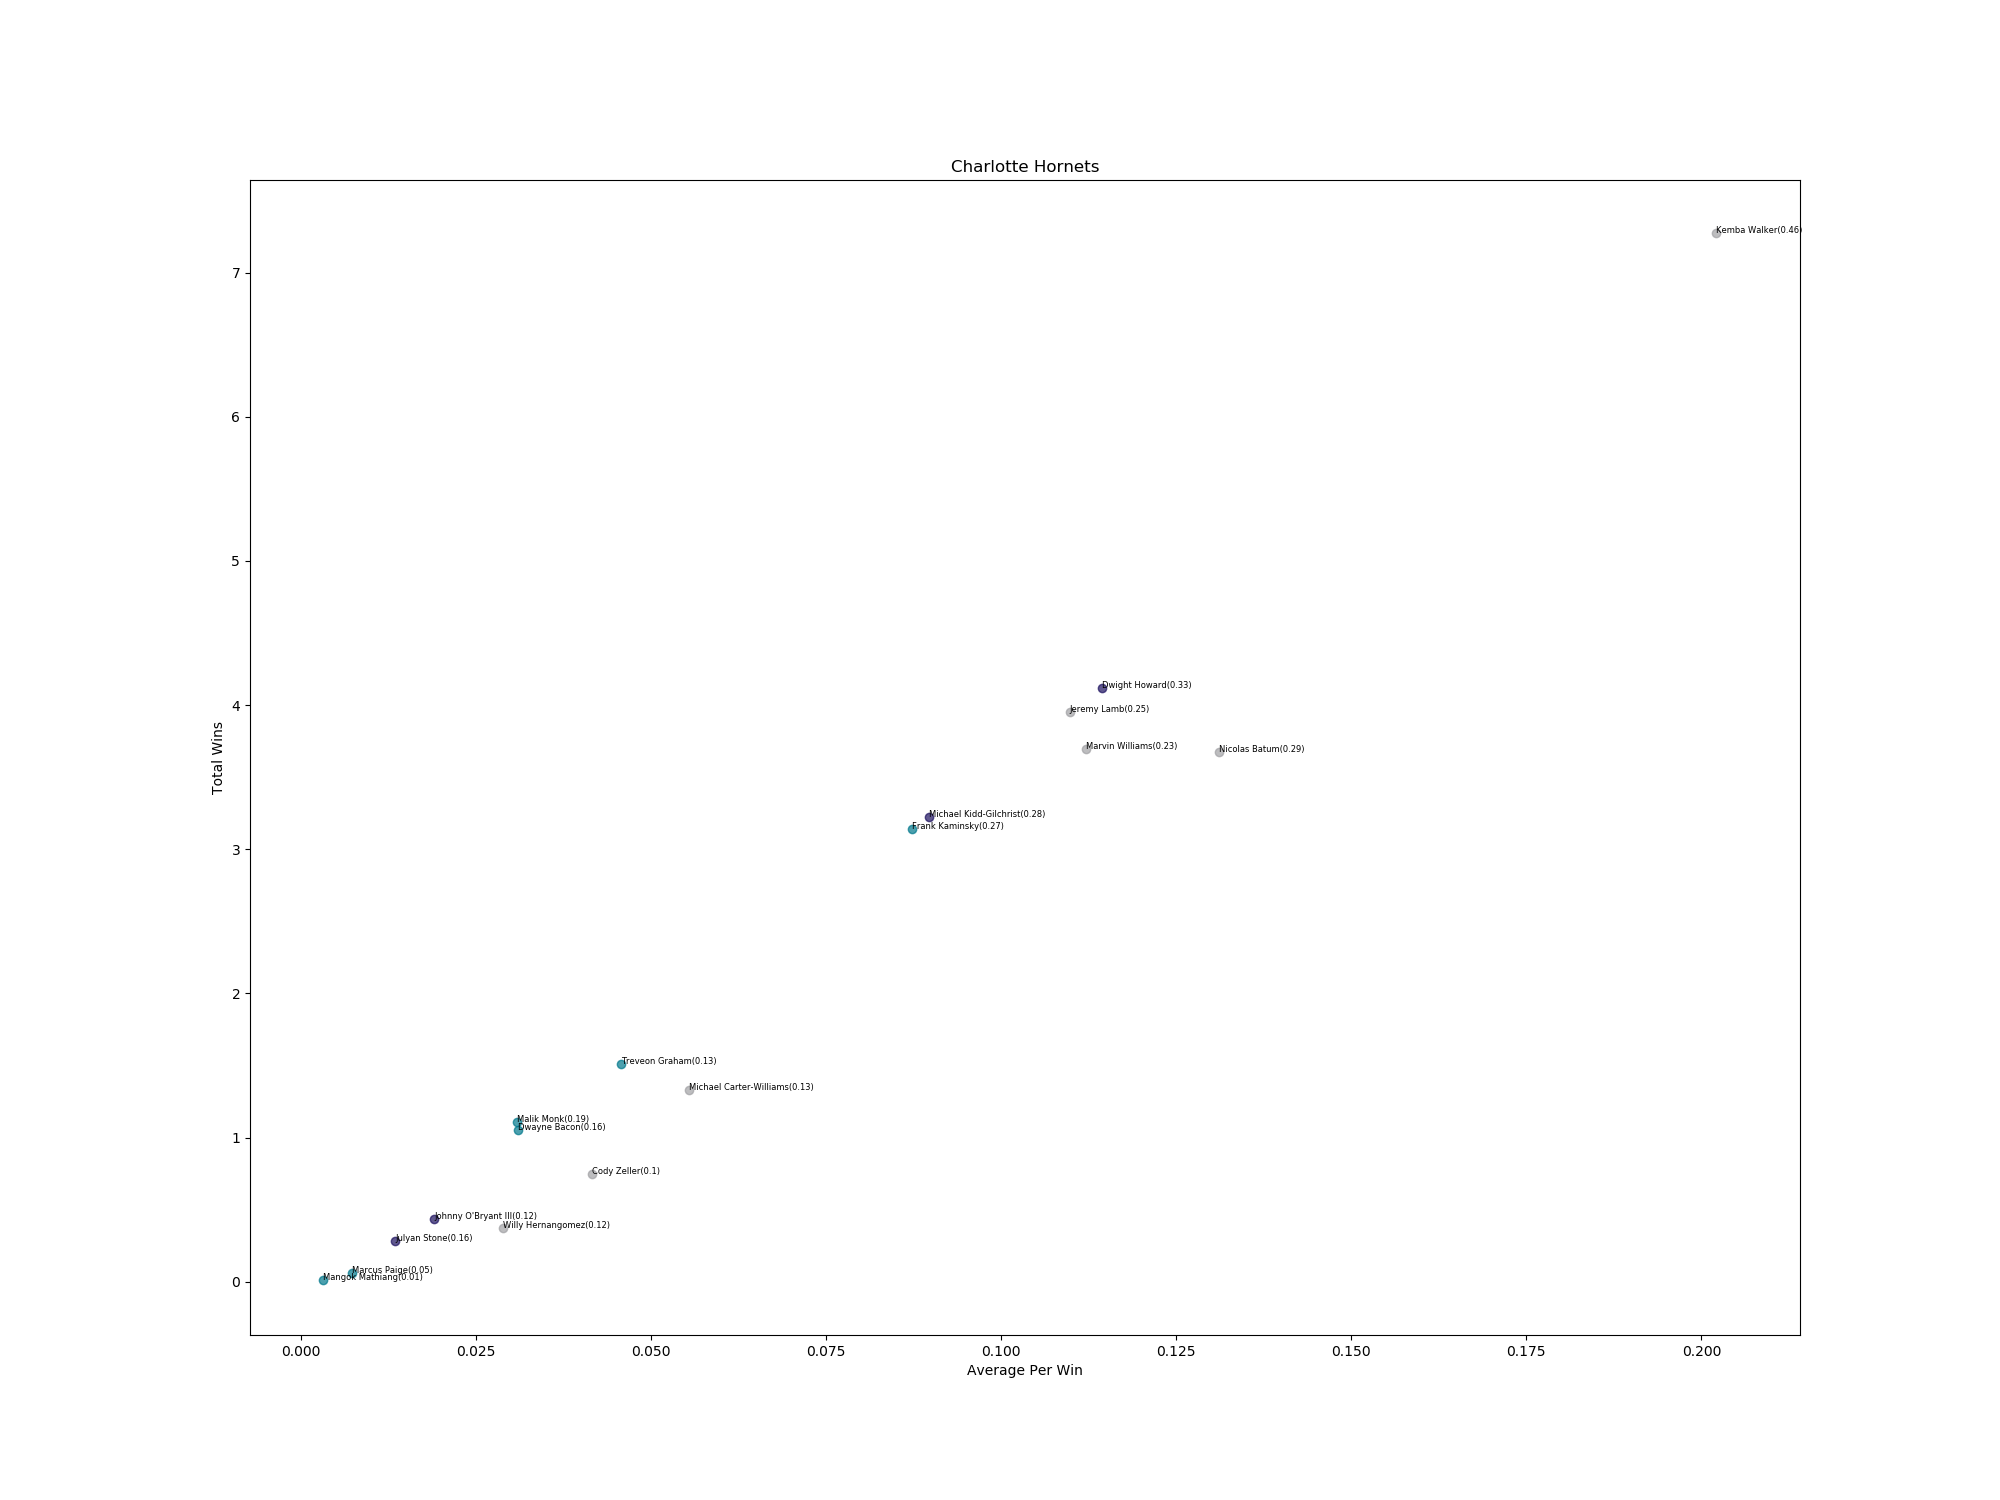 Charlotte Hornets
Kemba Walker(0.46)
7
6
5
Dwight Howard(0.33)
4
Jeremy Lamb(0.25)
Marvin Williams(0.23)
Nicolas Batum(0.29)
Total Wins
Michael Kidd-Gilchrist(0.28)
Frank Kaminsky(0.27)
3
2
Treveon Graham(0.13)
Michael Carter-Williams(0.13)
Malik Monk(0.19)
Dwayne Bacon(0.16)
1
Cody Zeller(0.1)
Johnny O'Bryant III(0.12)
Willy Hernangomez(0.12)
Julyan Stone(0.16)
Marcus Paige(0.05)
Mangok Mathiang(0.01)
0
0.000 0.025 0.050 0.075 0.100 0.125 0.150 0.175 0.200
Average Per Win